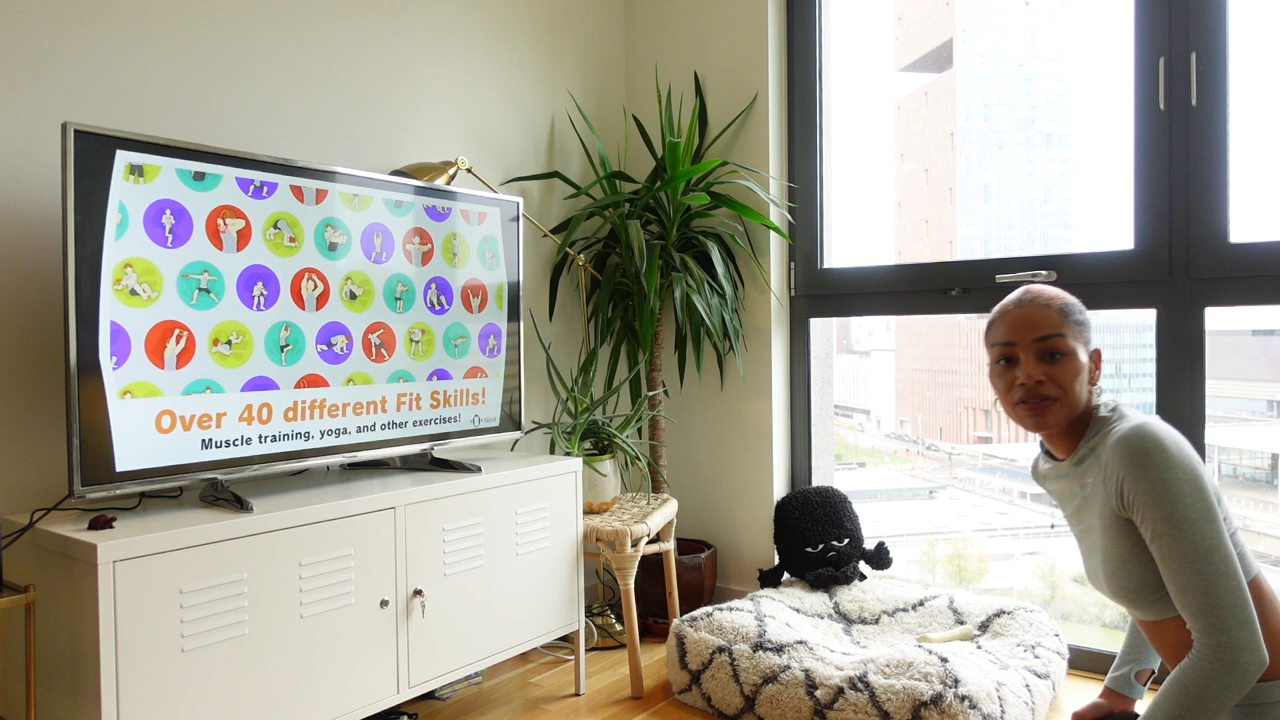 Over 40 different Fit Skills!
Muscle training, yoga, and other exercises!